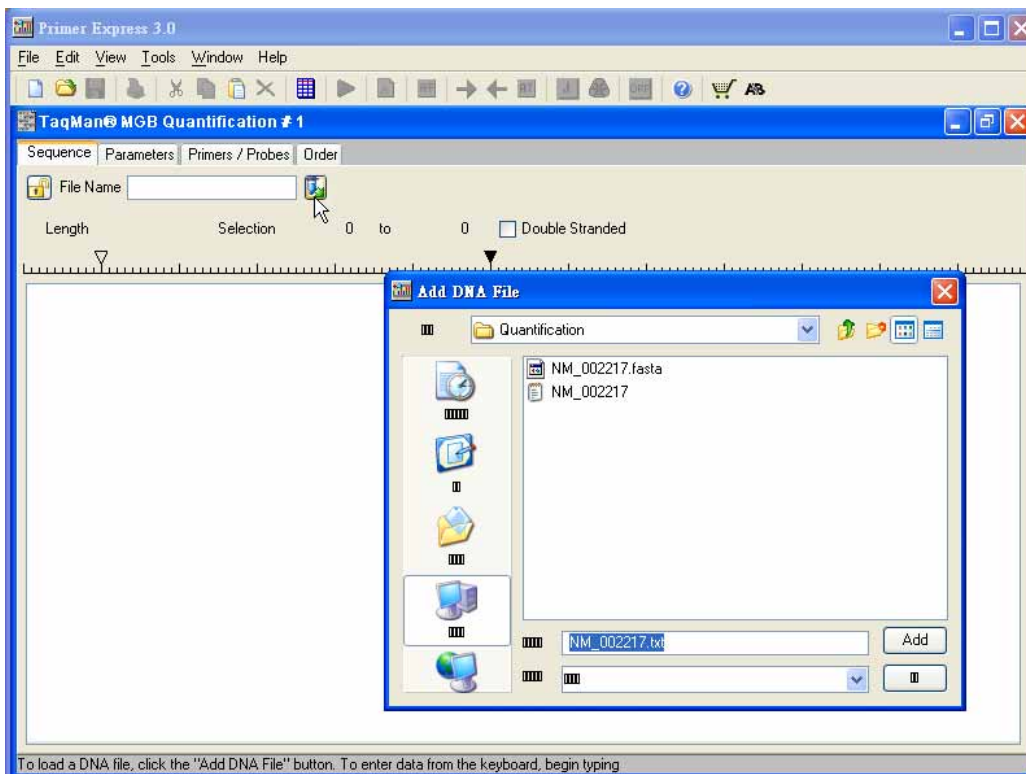 Primer Express 3.0
File Edit View Tools Window Help
TaqMan® MGB Quantification # 1
Sequence Parameters Primers / Probes Order
File Name
Length Selection 0 to 0 Double Stranded
Add DNA File
Quantification
NM_002217.fasta
NM_002217
NM_002217.txt Add
To load a DNA file, click the "Add DNA File" button. To enter data from the keyboard, begin typing